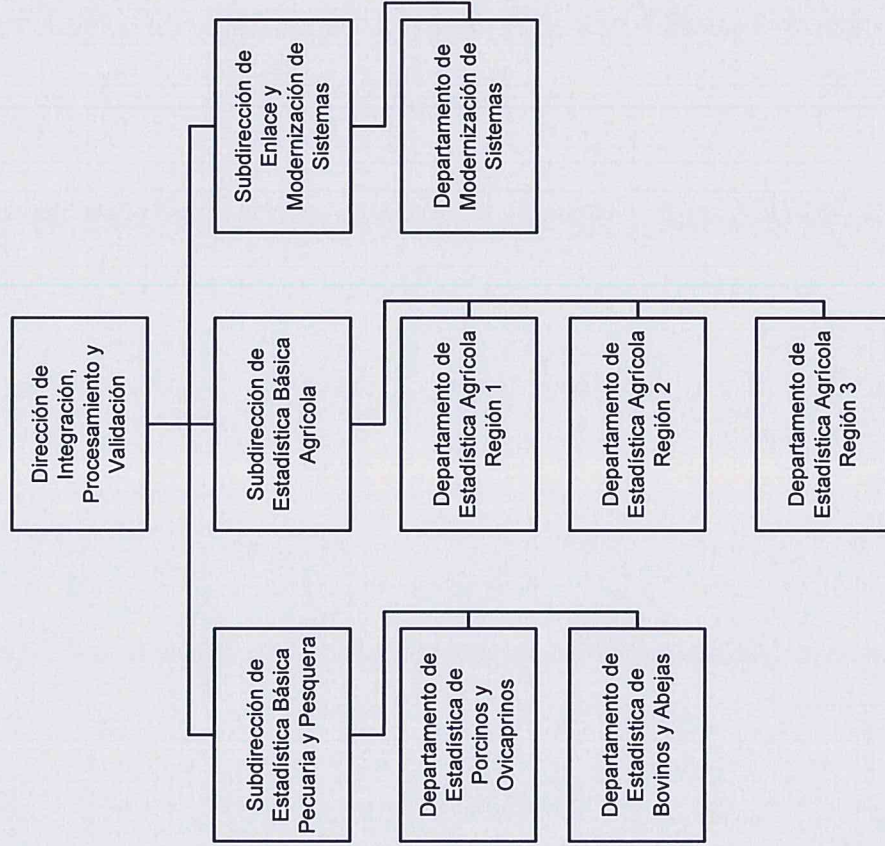 Dirección de
Integración,
Procesamiento y
Validación
Subdirección de
Estadística Básica
Pecuaria y Pesquera
Subdirección de
Estadística Básica
Agrícola
Subdirección de
Enlace y
Modernización de
Sistemas
Departamento de
Estadística de
Porcinos y
Ovicaprinos
Departamento de
Estadística Agrícola
Región 1
Departamento de
Modernización de
Sistemas
Departamento de
Estadística de
Bovinos y Abejas
Departamento de
Estadística Agrícola
Región 2
Departamento de
Estadística Agrícola
Región 3